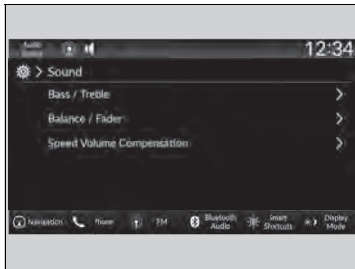 12:34
> Sound
Bass / Treble >
Balance / Fader >
Speed Volume Compensation >
Navigation Phone FM Bluetooth Audio Smart Shortcuts Display Mode